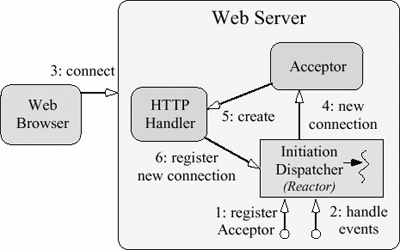 Web Server
3: connect
Web
Browser
HTTP
Handler
Acceptor
5: create
4: new
connection
6: register
new connection
Initiation
Dispatcher
(Reactor)
1: register
Acceptor
2: handle
events